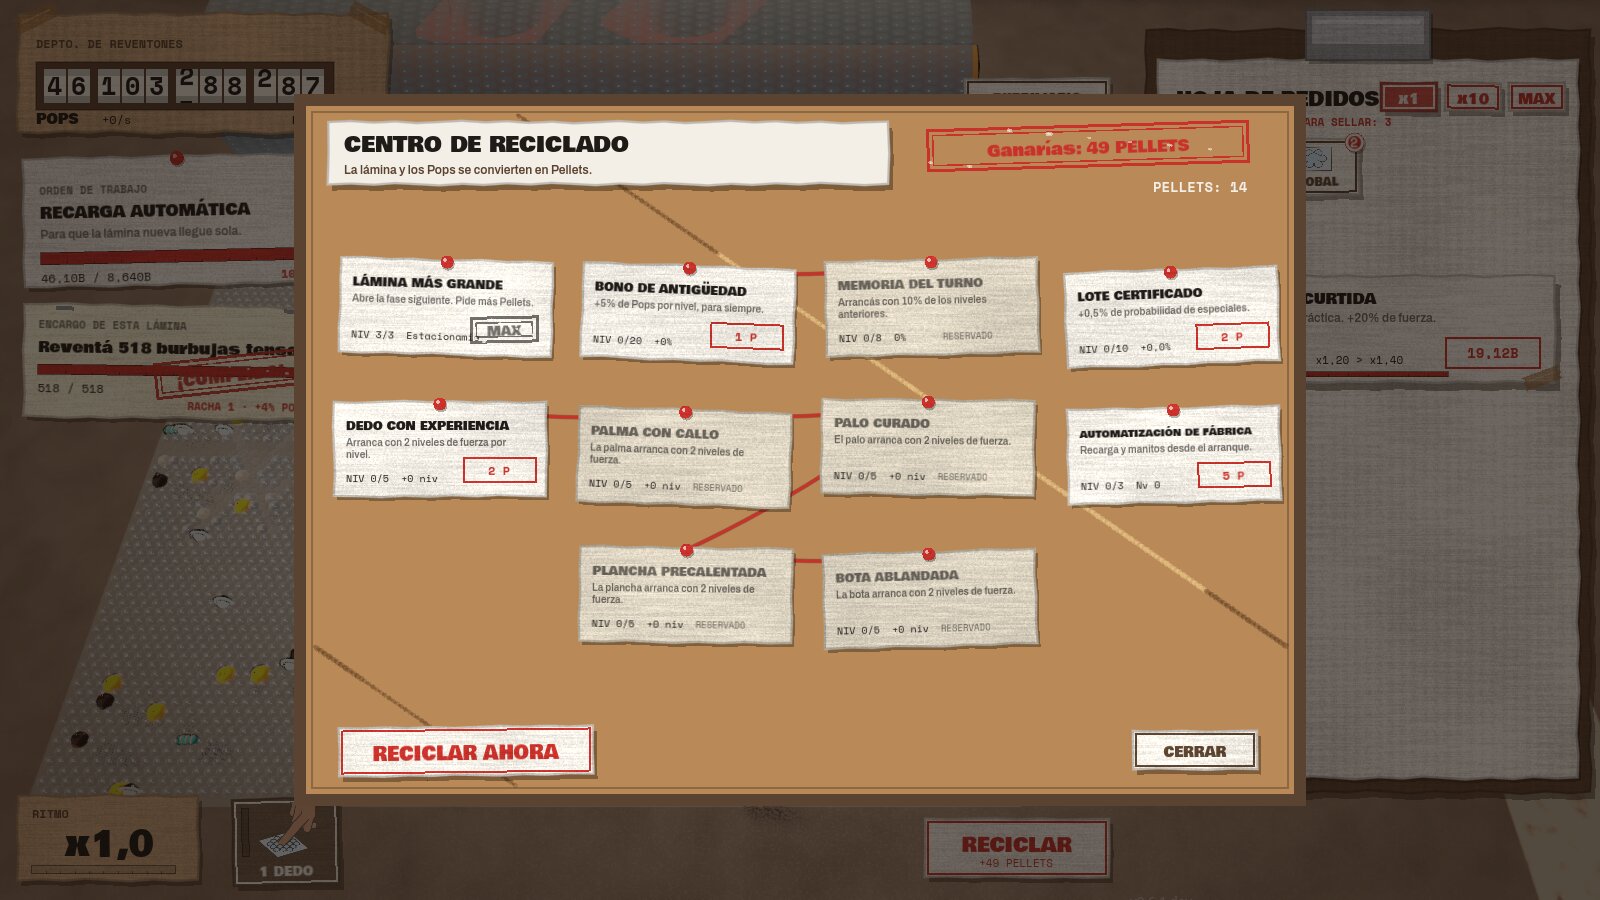 DEPTO. DE REVENTONES
46 103 288 287
POPS +0/s
ORDEN DE TRABAJO
RECARGA AUTOMÁTICA
Para que la lámina nueva llegue sola.
46,10B / 8,640B
ENCARGO DE ESTA LÁMINA
Reventá 518 burbujas
518 / 518
RACHA 1 · +4%
CENTRO DE RECICLADO
La lámina y los Pops se convierten en Pellets.
Ganarías: 49 PELLETS
PELLETS: 14
LÁMINA MÁS GRANDE
Abre la fase siguiente. Pide más Pellets.
NIV 3/3
MAX
BONO DE ANTIGÜEDAD
+5% de Pops por nivel, para siempre.
NIV 0/20 +0%
1 P
MEMORIA DEL TURNO
Arrancás con 10% de los niveles
anteriores.
NIV 0/8 0% RESERVADO
LOTE CERTIFICADO
+0,5% de probabilidad de especiales.
NIV 0/10 +0,0%
2 P
DEDO CON EXPERIENCIA
Arranca con 2 niveles de fuerza por
nivel.
NIV 0/5 +0 niv
2 P
PALMA CON CALLO
La palma arranca con 2 niveles de
fuerza.
NIV 0/5 +0 niv RESERVADO
PALO CURADO
El palo arranca con 2 niveles de fuerza.
NIV 0/5 +0 niv RESERVADO
AUTOMATIZACIÓN DE FÁBRICA
Recarga y manitos desde el arranque.
NIV 0/3 Nv 0
5 P
PLANCHA PRECALENTADA
La plancha arranca con 2 niveles de
fuerza.
NIV 0/5 +0 niv RESERVADO
BOTA ABLANDADA
La bota arranca con 2 niveles de fuerza.
NIV 0/5 +0 niv RESERVADO
RECICLAR AHORA
CERRAR
DE PEDIDOS
x1
x10
MAX
SELLAR: 3
2
CURTIDA
+20% de fuerza.
x1,20 > x1,40
19,12B
RITMO
x1,0
1 DEDO
RECICLAR
+49 PELLETS